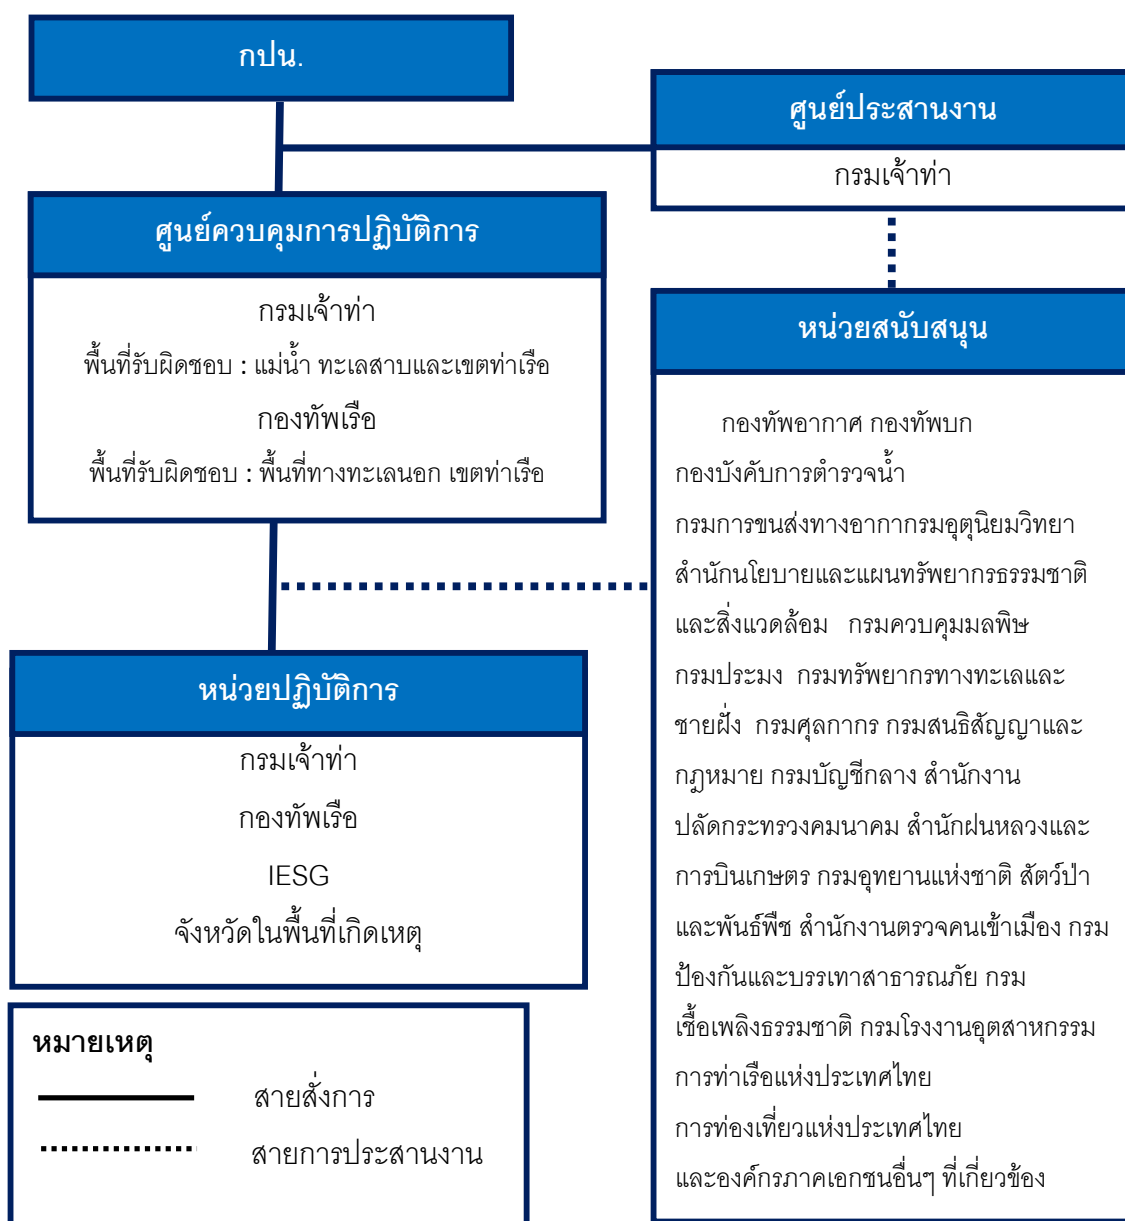 กปน.
ศูนย์ประสานงาน
กรมเจ้าท่า
ศูนย์ควบคุมการปฏิบัติการ
กรมเจ้าท่า
พื้นที่รับผิดชอบ : แม่น้ำ ทะเลสาบและเขตท่าเรือ
กองทัพเรือ
พื้นที่รับผิดชอบ : พื้นที่ทางทะเลนอก เขตท่าเรือ
หน่วยสนับสนุน
กองทัพอากาศ กองทัพบก
กองบังคับการตำรวจน้ำ
กรมการขนส่งทางอากากรมอุตุนิยมวิทยา
สำนักนโยบายและแผนทรัพยากรธรรมชาติ
และสิ่งแวดล้อม กรมควบคุมมลพิษ
กรมประมง กรมทรัพยากรทางทะเลและ
ชายฝั่ง กรมศุลกากร กรมสนธิสัญญาและ
กฎหมาย กรมบัญชีกลาง สำนักงาน
ปลัดกระทรวงคมนาคม สำนักฝนหลวงและ
การบินเกษตร กรมอุทยานแห่งชาติ สัตว์ป่า
และพันธ์พืช สำนักงานตรวจคนเข้าเมือง กรม
ป้องกันและบรรเทาสาธารณภัย กรม
เชื้อเพลิงธรรมชาติ กรมโรงงานอุตสาหกรรม
การท่าเรือแห่งประเทศไทย
การท่องเที่ยวแห่งประเทศไทย
และองค์กรภาคเอกชนอื่นๆ ที่เกี่ยวข้อง
หน่วยปฏิบัติการ
กรมเจ้าท่า
กองทัพเรือ
IESG
จังหวัดในพื้นที่เกิดเหตุ
หมายเหตุ
สายสั่งการ
สายการประสานงาน